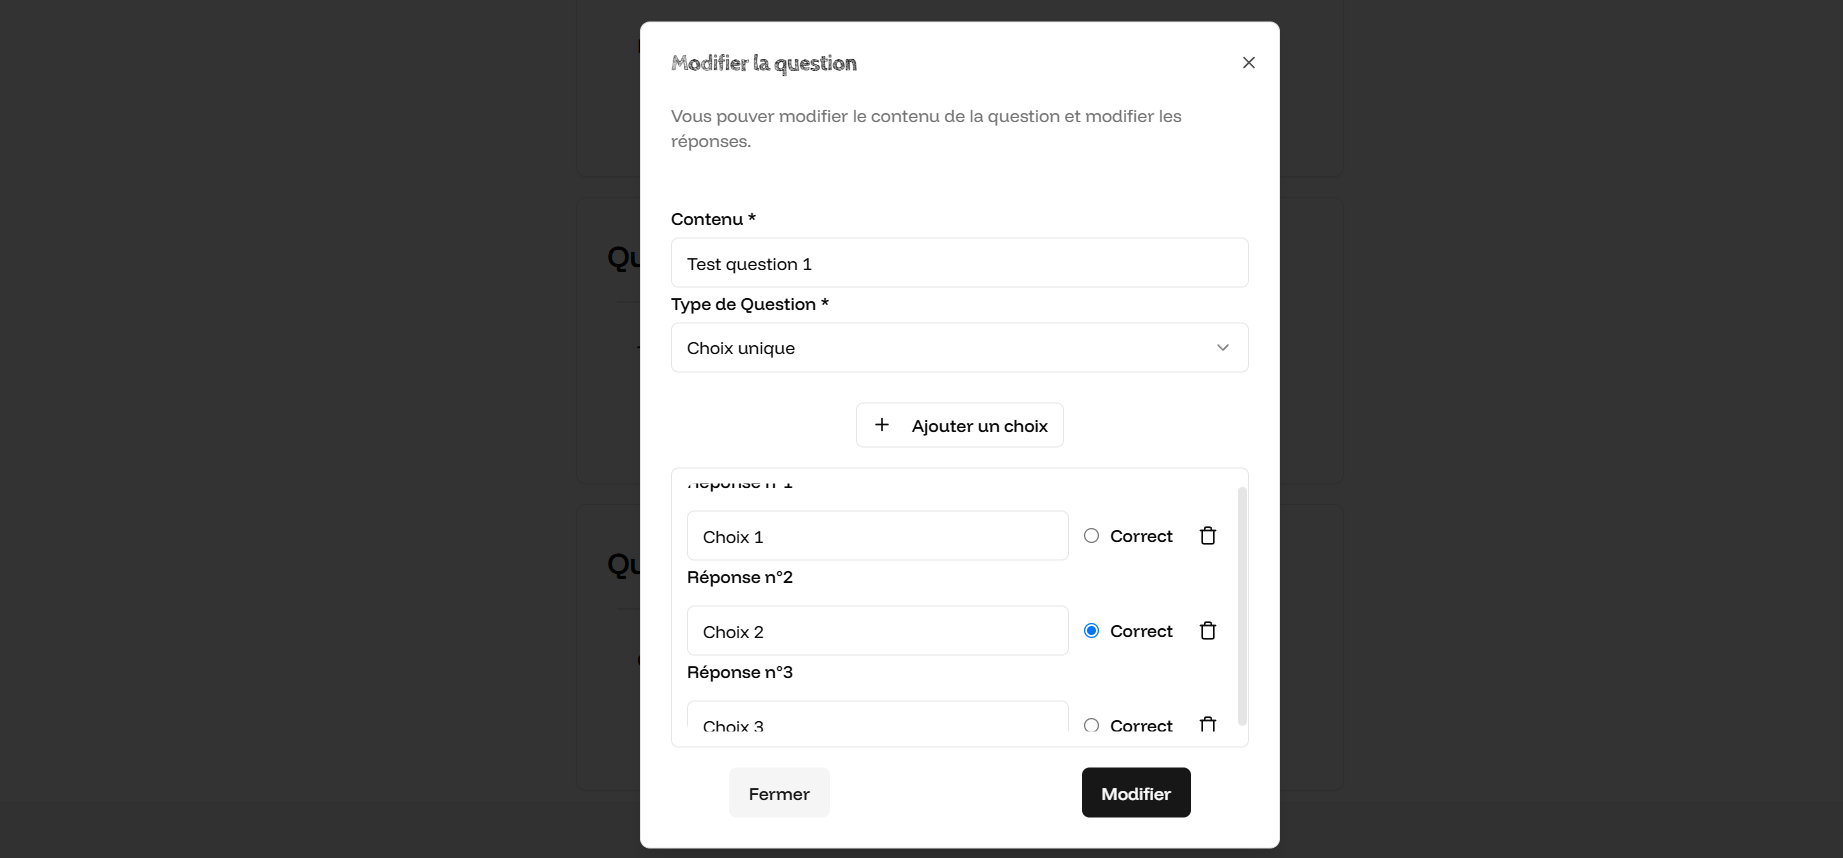 Modifier la question
Vous pouver modifier le contenu de la question et modifier les
réponses.
Contenu *
Test question 1
Type de Question *
Choix unique
Ajouter un choix
Réponse n°1
Choix 1
Correct
Réponse n°2
Choix 2
Correct
Réponse n°3
Choix 3
Correct
Fermer
Modifier
Qu
Qu